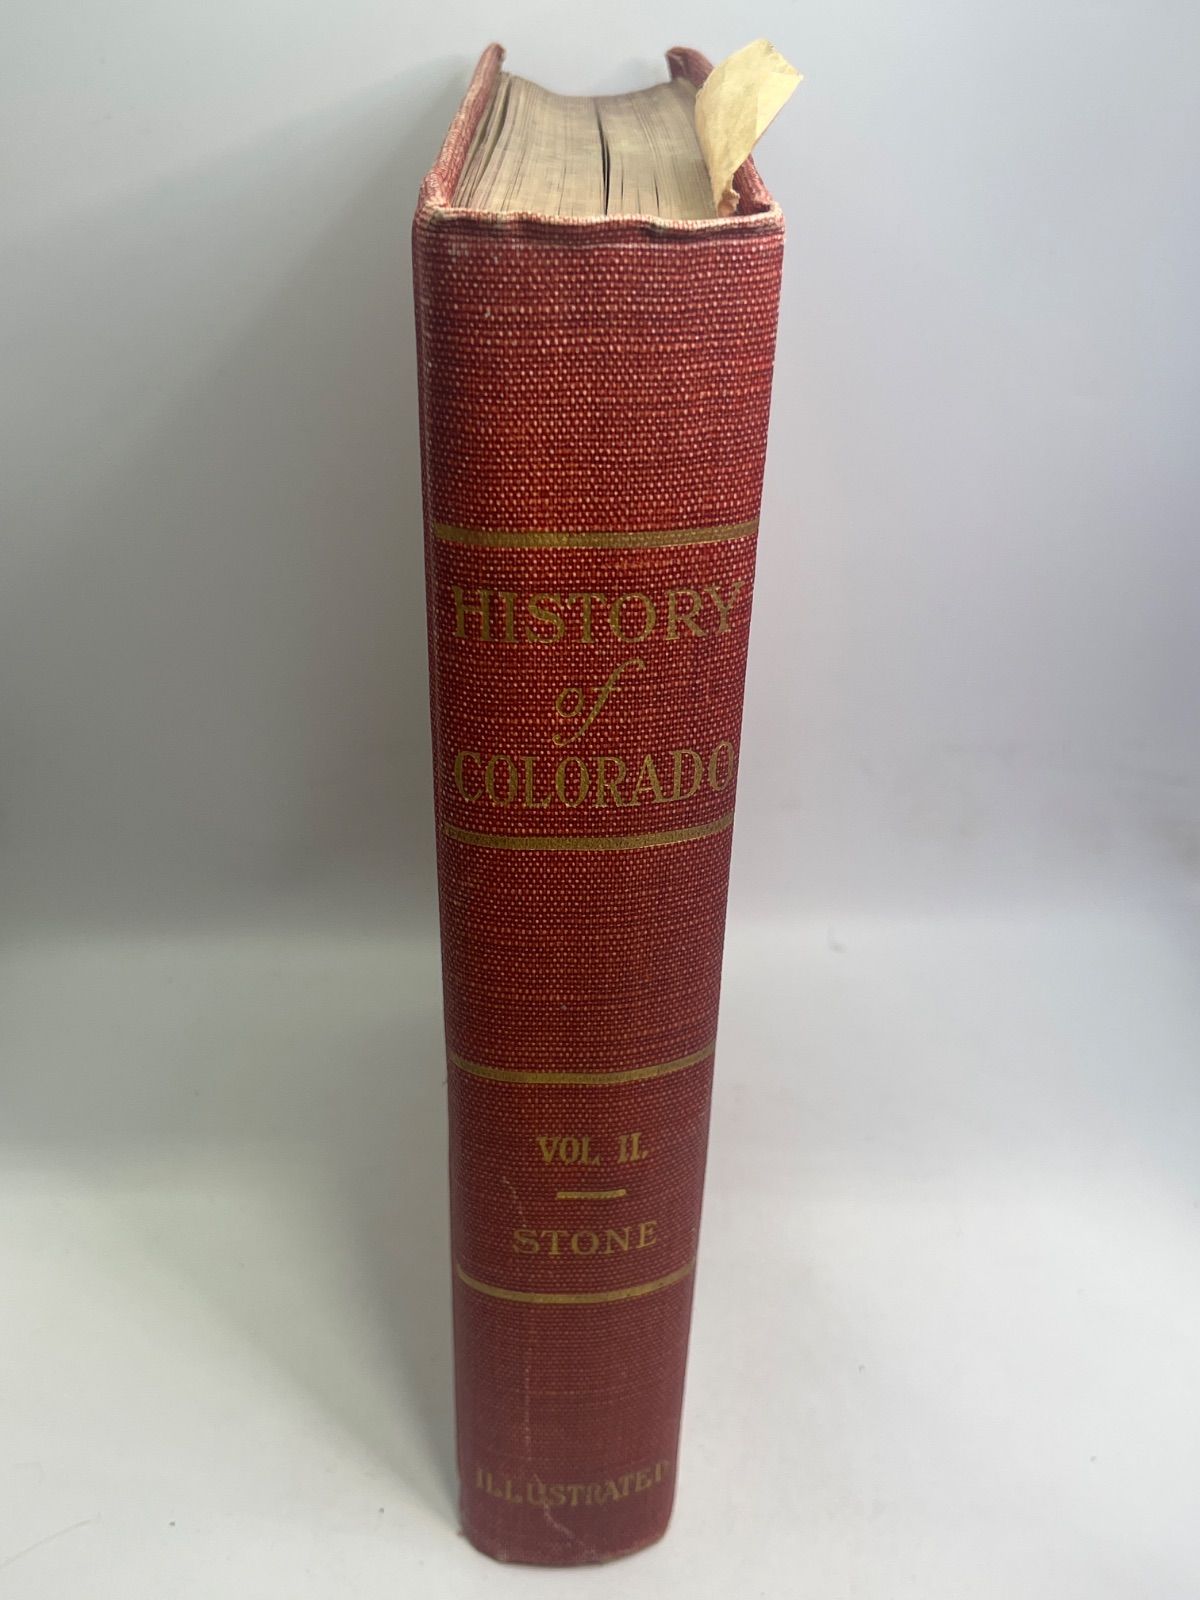 HISTORY
of
COLORADO
VOL. II.
STONE
ILLUSTRATED